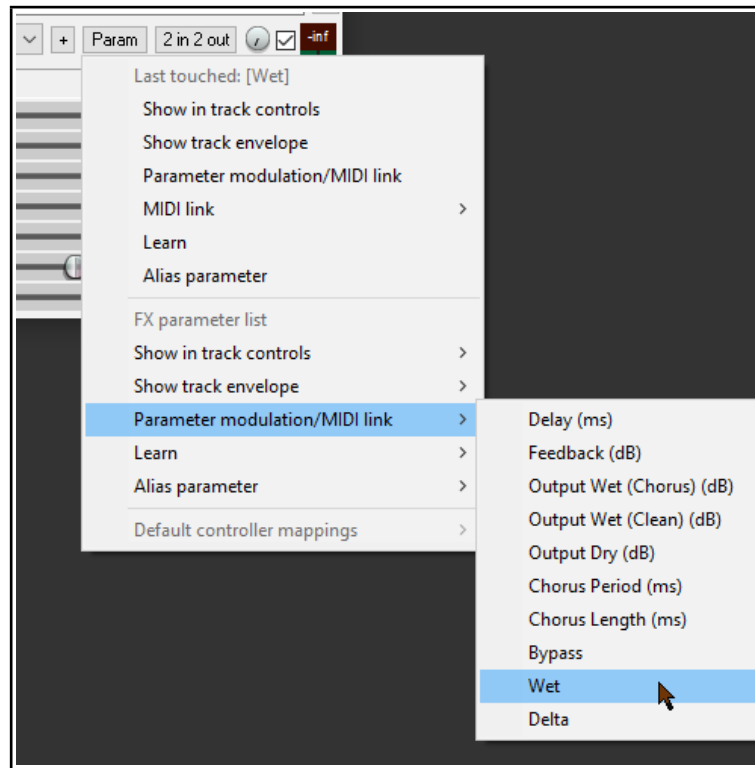 + Param 2 in 2 out -inf
Last touched: [Wet]
Show in track controls
Show track envelope
Parameter modulation/MIDI link
MIDI link
Learn
Alias parameter
FX parameter list
Show in track controls
Show track envelope
Parameter modulation/MIDI link
Learn
Alias parameter
Default controller mappings
Delay (ms)
Feedback (dB)
Output Wet (Chorus) (dB)
Output Wet (Clean) (dB)
Output Dry (dB)
Chorus Period (ms)
Chorus Length (ms)
Bypass
Wet
Delta